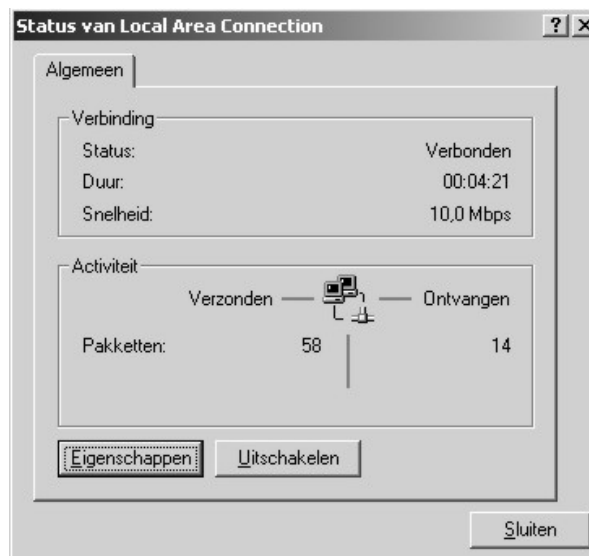 Status van Local Area Connection
Algemeen
Verbinding
Status: Verbonden
Duur: 00:04:21
Snelheid: 10,0 Mbps
Activiteit
Verzonden Ontvangen
Pakketten: 58 14
Eigenschappen Uitschakelen
Sluiten